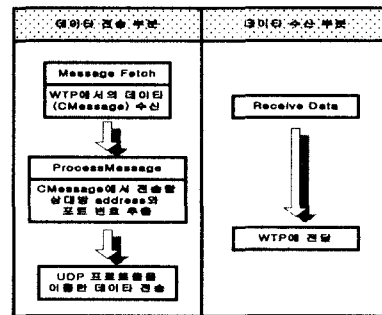 데이타 전송 부분
데이타 수신 부분
Message Fetch
WTP에서의 데이타
(CMessage) 수신
ProcessMessage
CMessage에서 전송할
상대방 address와
포트 번호 추출
UDP 프로토콜을
이용한 데이타 전송
Receive Data
WTP에 전달